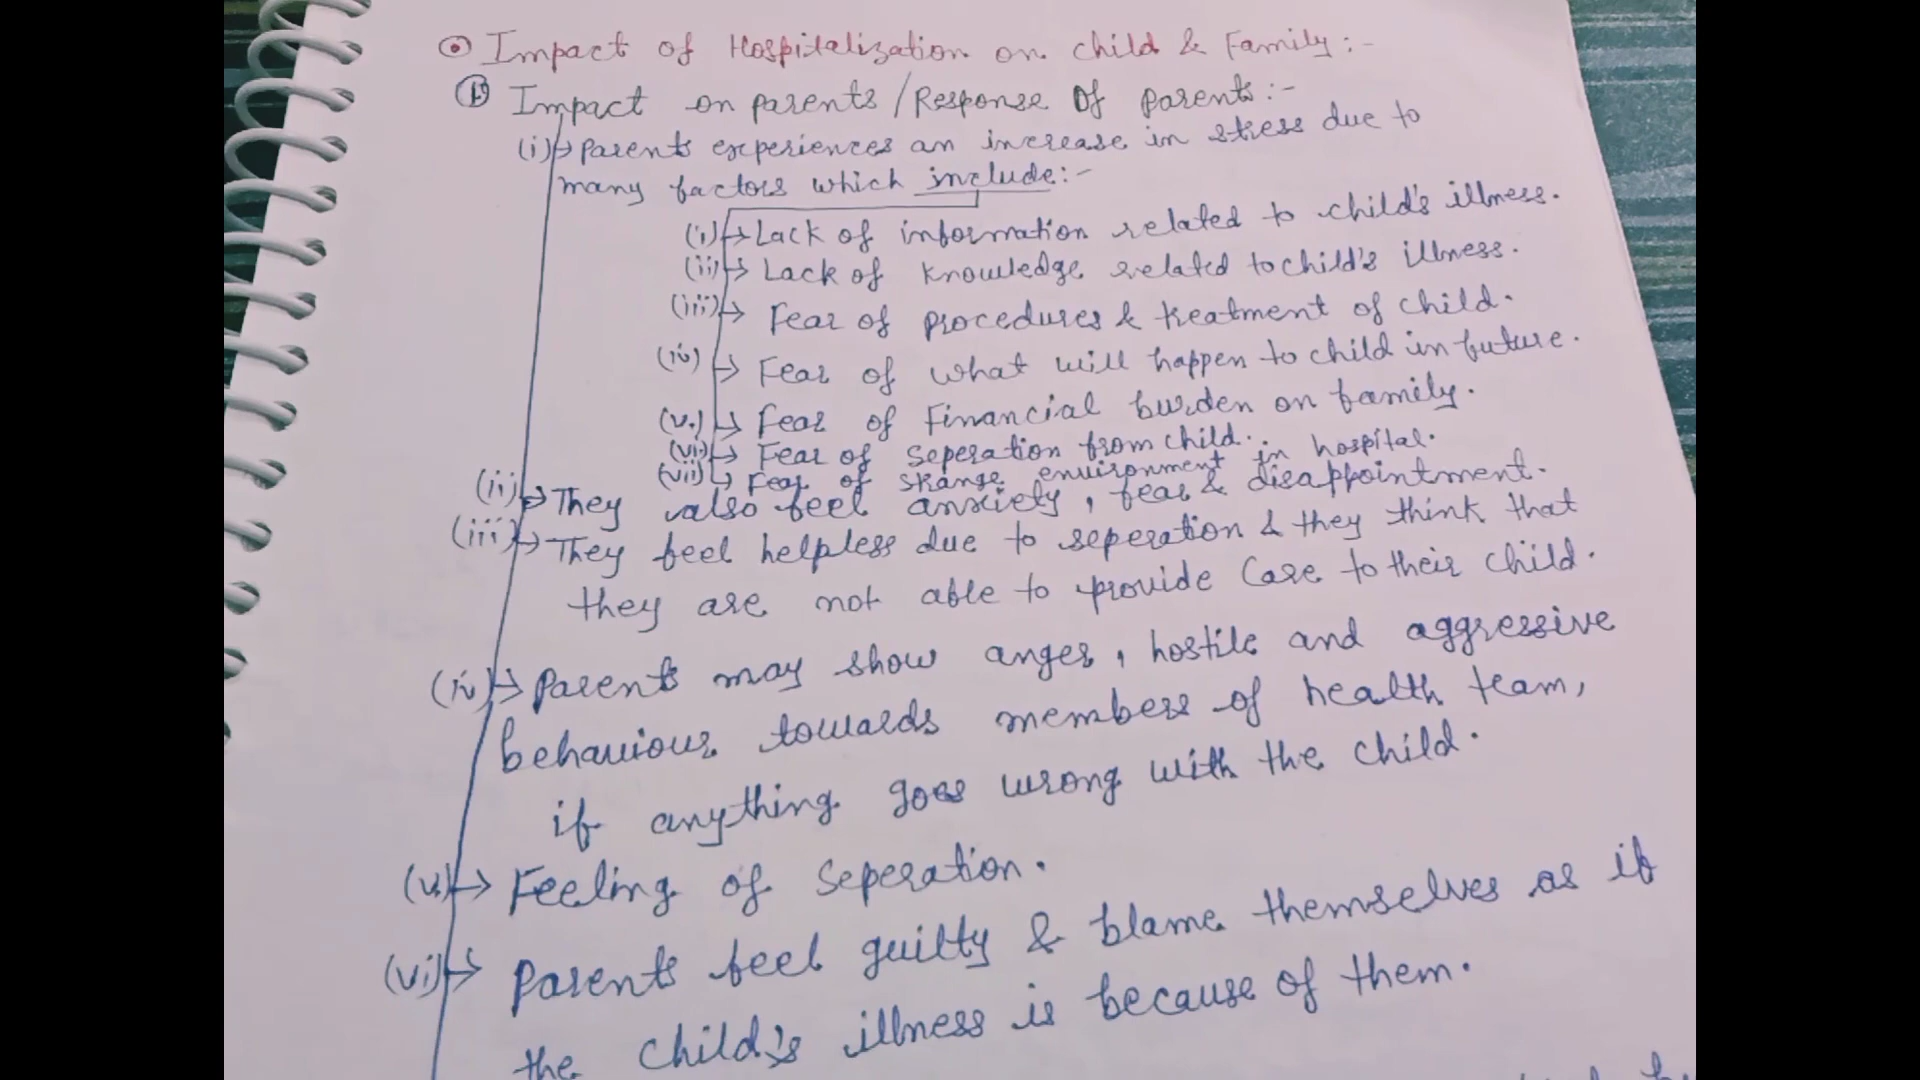 Impact of Hospitalization on child & Family :-
① Impact on parents / Response of parents :-
(i) → Parents experiences an increase in stress due to
many factors which include :-
(i) → Lack of information related to child's illness.
(ii) → Lack of knowledge related to child's illness.
(iii) → Fear of procedures & treatment of child.
(iv) → Fear of what will happen to child in future.
(v.) → Fear of Financial burden on family.
(vi) → Fear of seperation from child.
(vii) → Fear of strange environment in hospital.
(ii) → They also feel anxiety, fear & disappointment.
(iii) → They feel helpless due to seperation & they think that
they are not able to provide Care to their child.
(iv) → Parents may show anger, hostile and aggressive
behaviour towards members of health team,
if anything goes wrong with the child.
(v) → Feeling of seperation.
(vi) → Parents feel guilty & blame themselves as if
the child's illness is because of them.